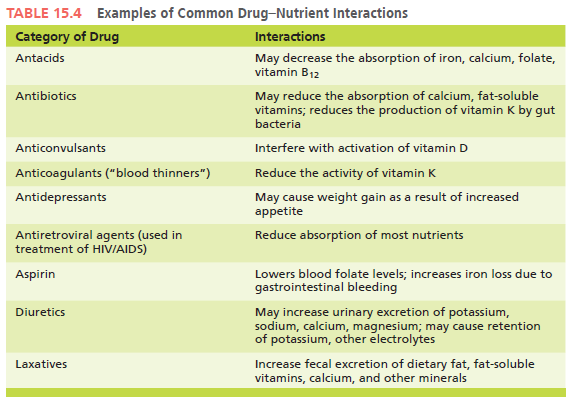 TABLE 15.4 Examples of Common Drug–Nutrient Interactions
Category of Drug Interactions
Antacids May decrease the absorption of iron, calcium, folate,
vitamin B12
Antibiotics May reduce the absorption of calcium, fat-soluble
vitamins; reduces the production of vitamin K by gut
bacteria
Anticonvulsants Interfere with activation of vitamin D
Anticoagulants (“blood thinners”) Reduce the activity of vitamin K
Antidepressants May cause weight gain as a result of increased
appetite
Antiretroviral agents (used in Reduce absorption of most nutrients
treatment of HIV/AIDS)
Aspirin Lowers blood folate levels; increases iron loss due to
gastrointestinal bleeding
Diuretics May increase urinary excretion of potassium,
sodium, calcium, magnesium; may cause retention
of potassium, other electrolytes
Laxatives Increase fecal excretion of dietary fat, fat-soluble
vitamins, calcium, and other minerals